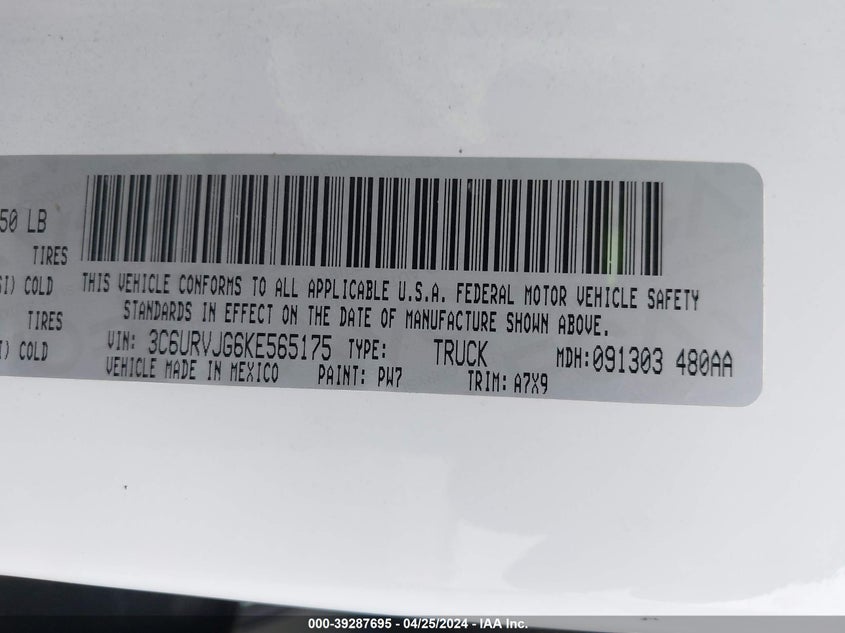 50 LB
TIRES
SI) COLD
TIRES
I) COLD
THIS VEHICLE CONFORMS TO ALL APPLICABLE U.S.A. FEDERAL MOTOR VEHICLE SAFETY
STANDARDS IN EFFECT ON THE DATE OF MANUFACTURE SHOWN ABOVE.
VIN: 3C6URVJG6KE565175 TYPE: TRUCK MDH:091303 480AA
VEHICLE MADE IN MEXICO PAINT: PW7 TRIM: A7X9
000-39287695 - 04/25/2024 - IAA Inc.